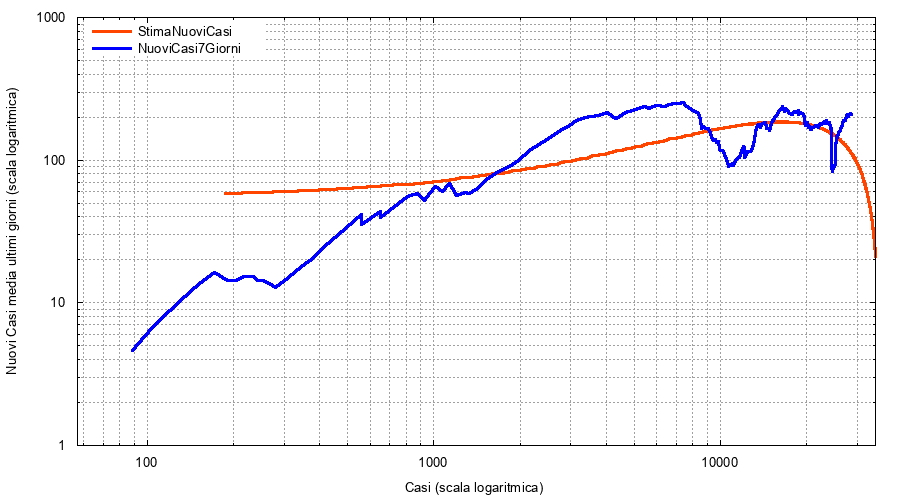 1000
StimaNuoviCasi
NuoviCasi7Giorni
100
10
1
Nuovi Casi media ultimi giorni (scala logaritmica)
100
1000
10000
Casi (scala logaritmica)